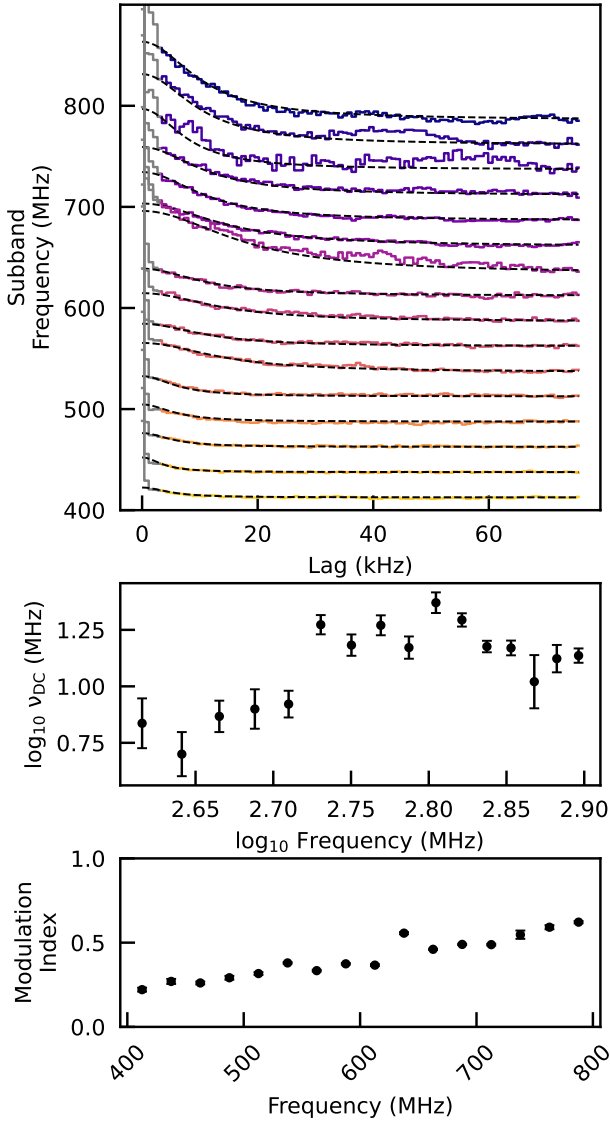 800
700
600
500
400
Subband
Frequency (MHz)
0 20 40 60
Lag (kHz)
1.25
1.00
0.75
log₁₀ ν_DC (MHz)
2.65 2.70 2.75 2.80 2.85 2.90
log₁₀ Frequency (MHz)
1.0
0.5
0.0
Modulation
Index
400 500 600 700 800
Frequency (MHz)